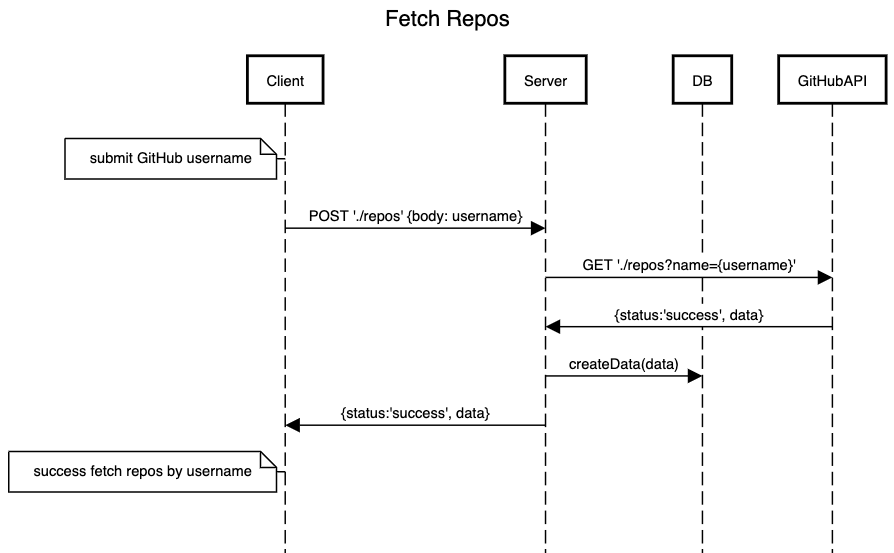 Fetch Repos
Client
Server
DB
GitHubAPI
submit GitHub username
POST './repos' {body: username}
GET './repos?name={username}'
{status:'success', data}
createData(data)
{status:'success', data}
success fetch repos by username